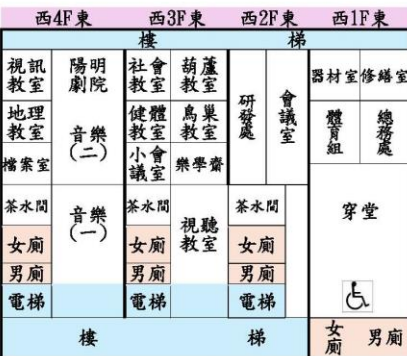 西4F東 西3F東 西2F東 西1F東
樓 梯
視訊教室 陽明劇院 社會教室 葫蘆教室 研發處 會議室 器材室 修繕室
地理教室 音樂(二) 健體教室 鳥巢教室 體育組 總務處
檔案室 小會議室 樂學齋
茶水間 音樂(一) 茶水間 視聽教室 茶水間 穿堂
女廁 女廁 女廁
男廁 男廁 男廁
電梯 電梯 電梯
樓 梯 女廁 男廁